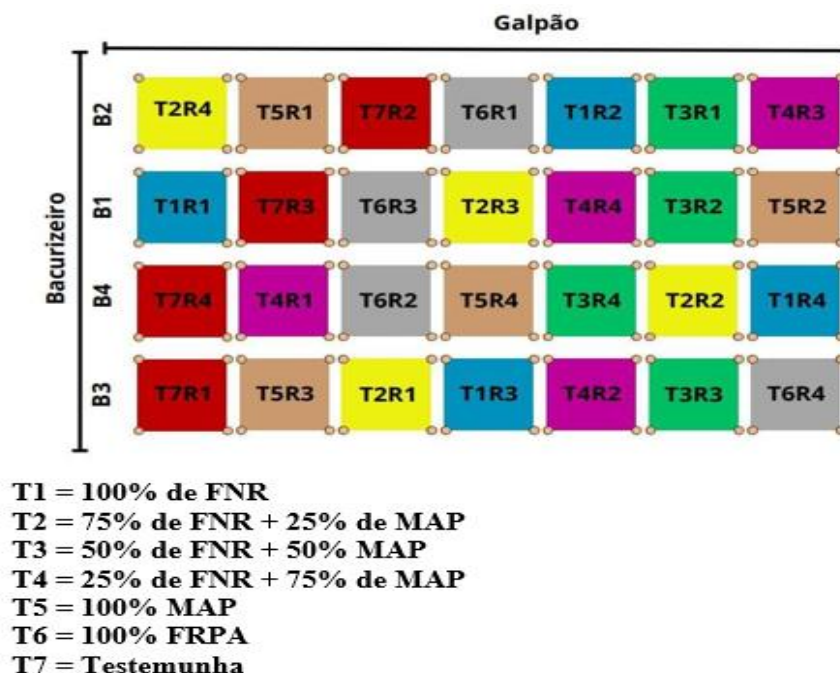 Galpão
Bacurizeiro
B2 T2R4 T5R1 T7R2 T6R1 T1R2 T3R1 T4R3
B1 T1R1 T7R3 T6R3 T2R3 T4R4 T3R2 T5R2
B4 T7R4 T4R1 T6R2 T5R4 T3R4 T2R2 T1R4
B3 T7R1 T5R3 T2R1 T1R3 T4R2 T3R3 T6R4
T1 = 100% de FNR
T2 = 75% de FNR + 25% de MAP
T3 = 50% de FNR + 50% MAP
T4 = 25% de FNR + 75% de MAP
T5 = 100% MAP
T6 = 100% FRPA
T7 = Testemunha